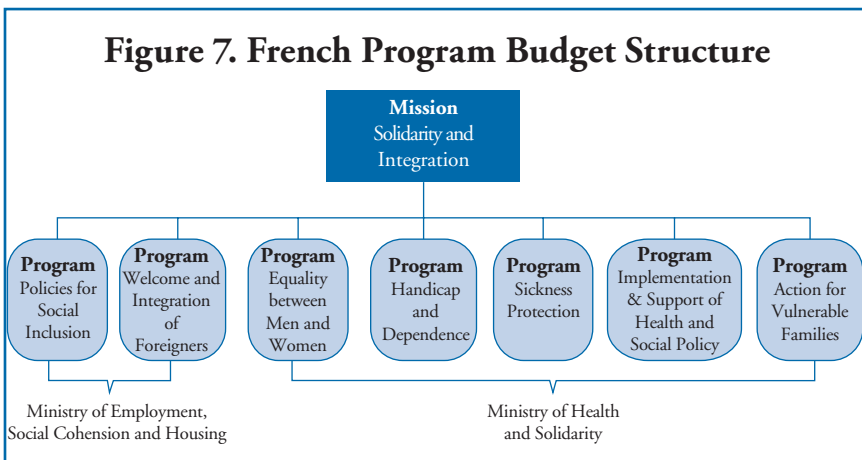 Figure 7. French Program Budget Structure
Mission
Solidarity and
Integration
Program
Policies for
Social
Inclusion
Program
Welcome and
Integration
of
Foreigners
Program
Equality
between
Men and
Women
Program
Handicap
and
Dependence
Program
Sickness
Protection
Program
Implementation
& Support of
Health and
Social Policy
Program
Action for
Vulnerable
Families
Ministry of Employment,
Social Cohension and Housing
Ministry of Health
and Solidarity